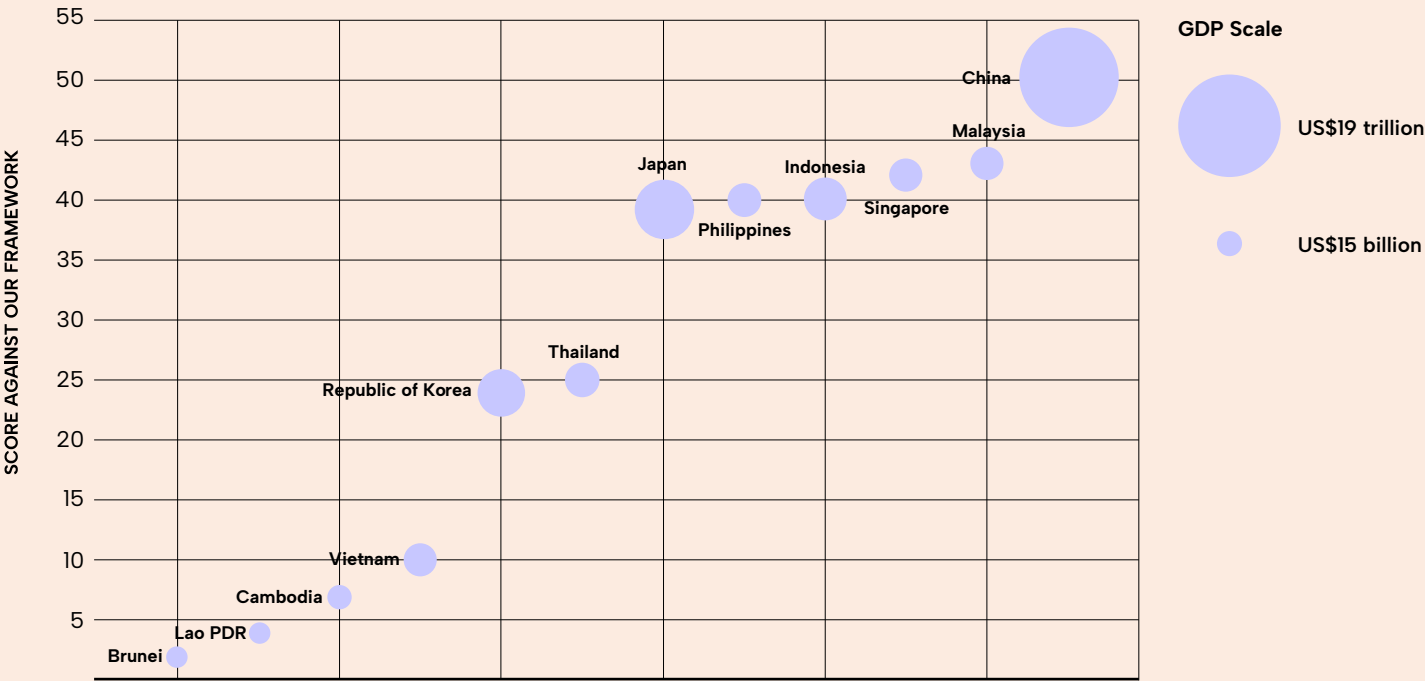 55
50
45
40
35
30
25
20
15
10
5
SCORE AGAINST OUR FRAMEWORK
China
Malaysia
Japan
Indonesia
Singapore
Philippines
Thailand
Republic of Korea
Vietnam
Cambodia
Lao PDR
Brunei
GDP Scale
US$19 trillion
US$15 billion